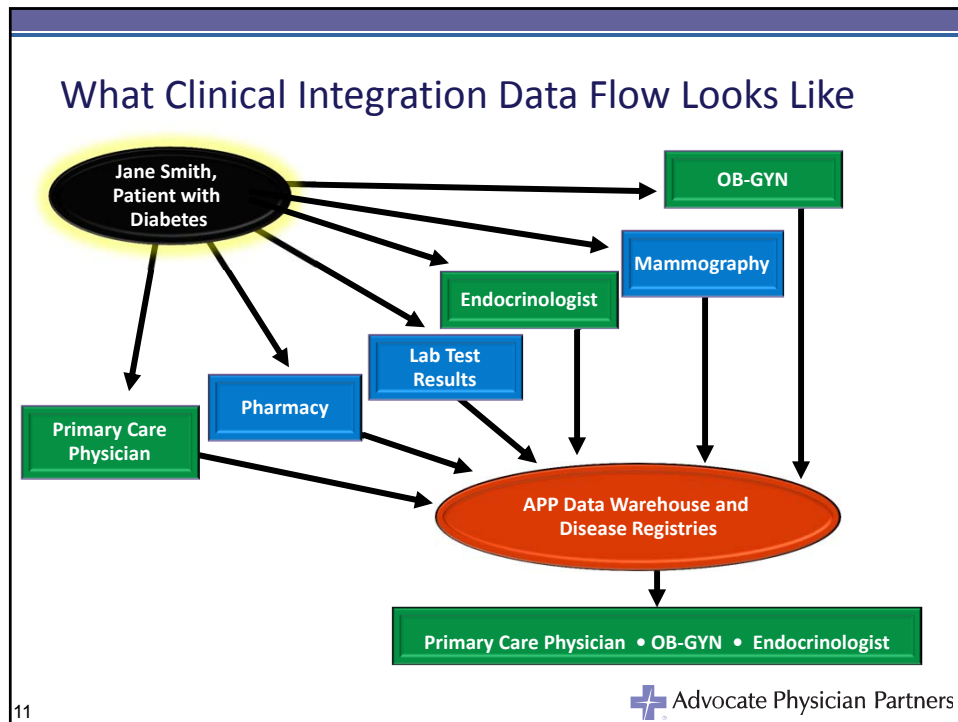 What Clinical Integration Data Flow Looks Like
Jane Smith,
Patient with
Diabetes
OB-GYN
Mammography
Endocrinologist
Lab Test
Results
Pharmacy
Primary Care
Physician
APP Data Warehouse and
Disease Registries
Primary Care Physician • OB-GYN • Endocrinologist
11
Advocate Physician Partners
®